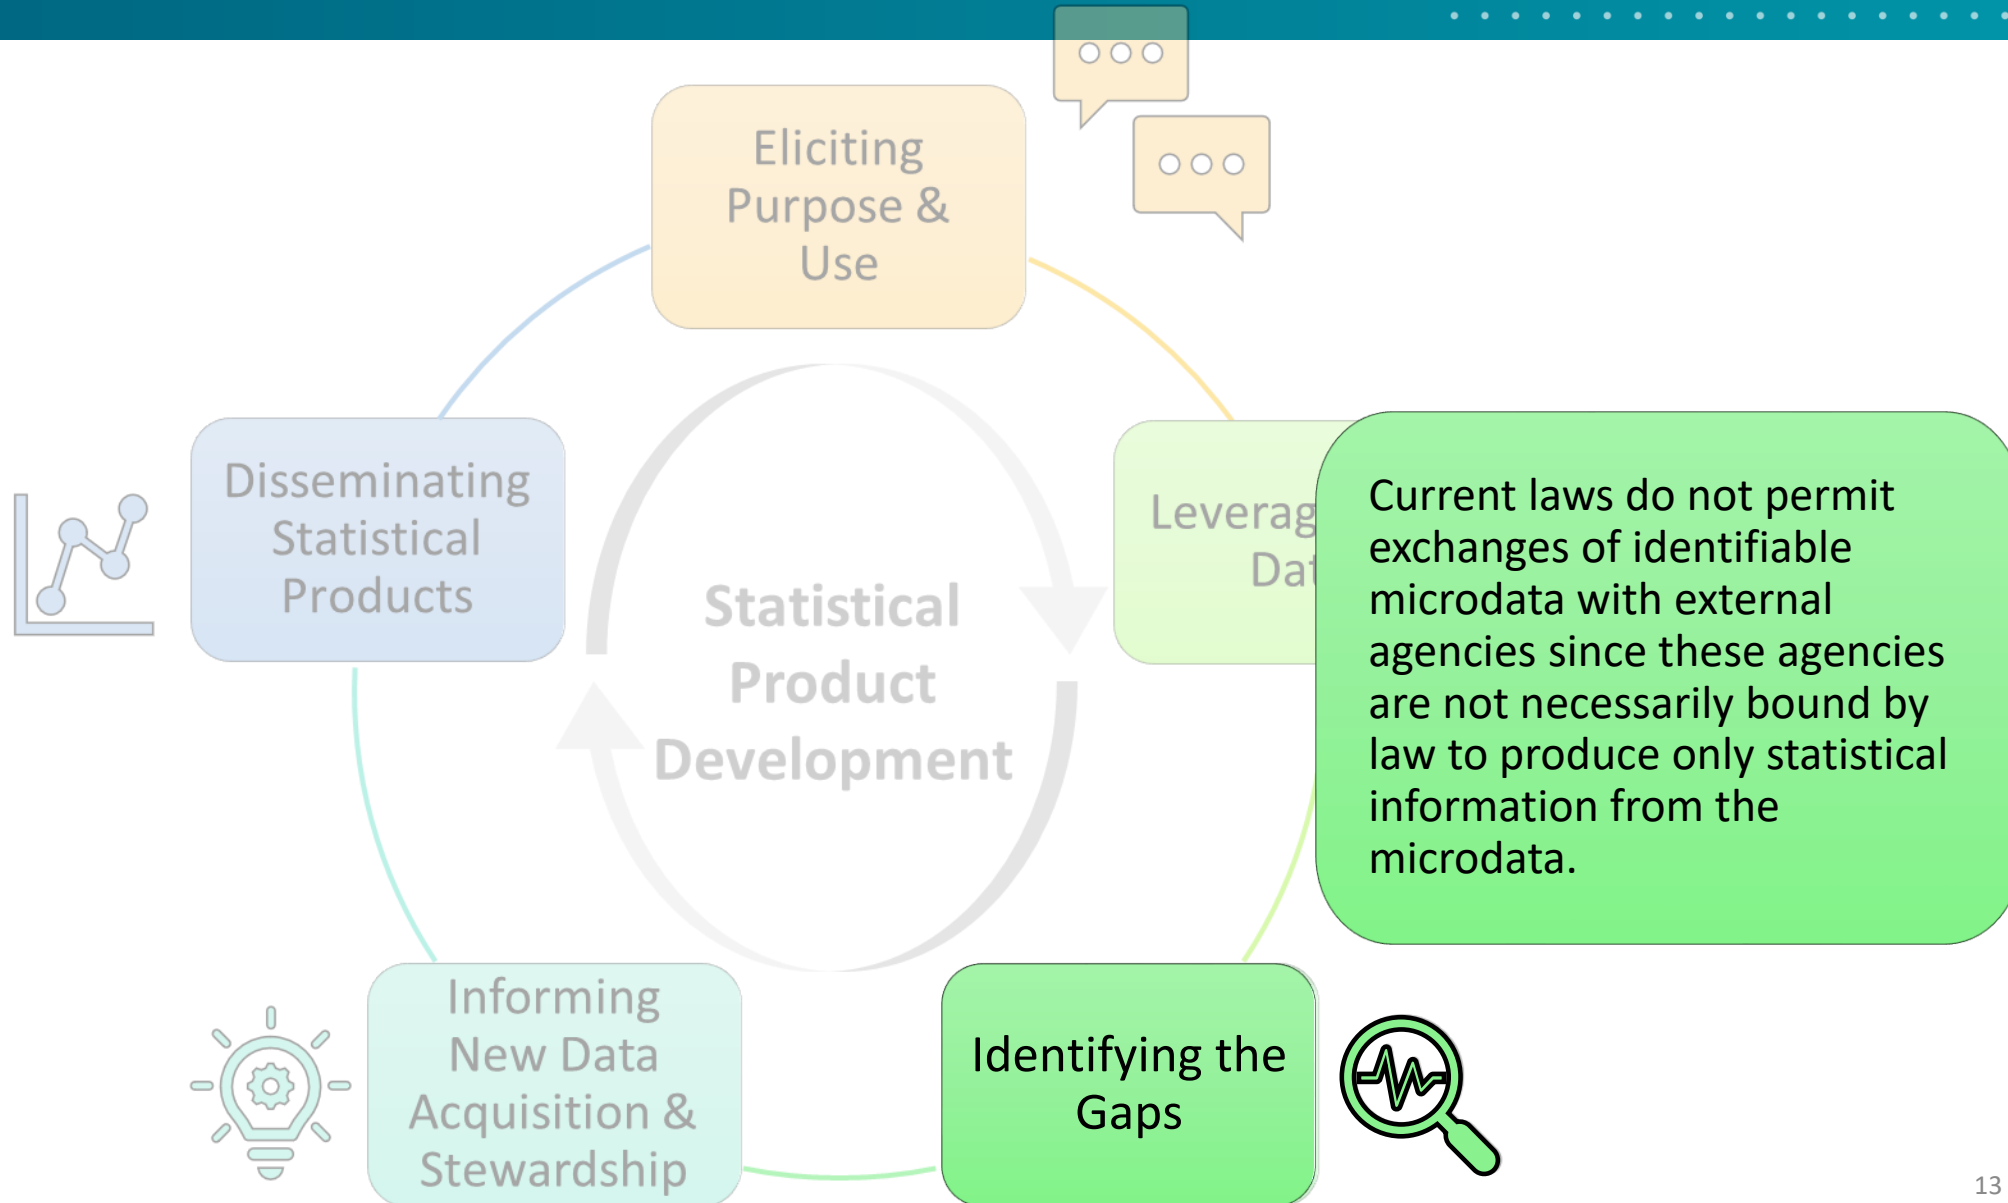 Eliciting
Purpose &
Use
Disseminating
Statistical
Products
Statistical
Product
Development
Current laws do not permit
exchanges of identifiable
microdata with external
agencies since these agencies
are not necessarily bound by
law to produce only statistical
information from the
microdata.
Informing
New Data
Acquisition &
Stewardship
Identifying the
Gaps
13